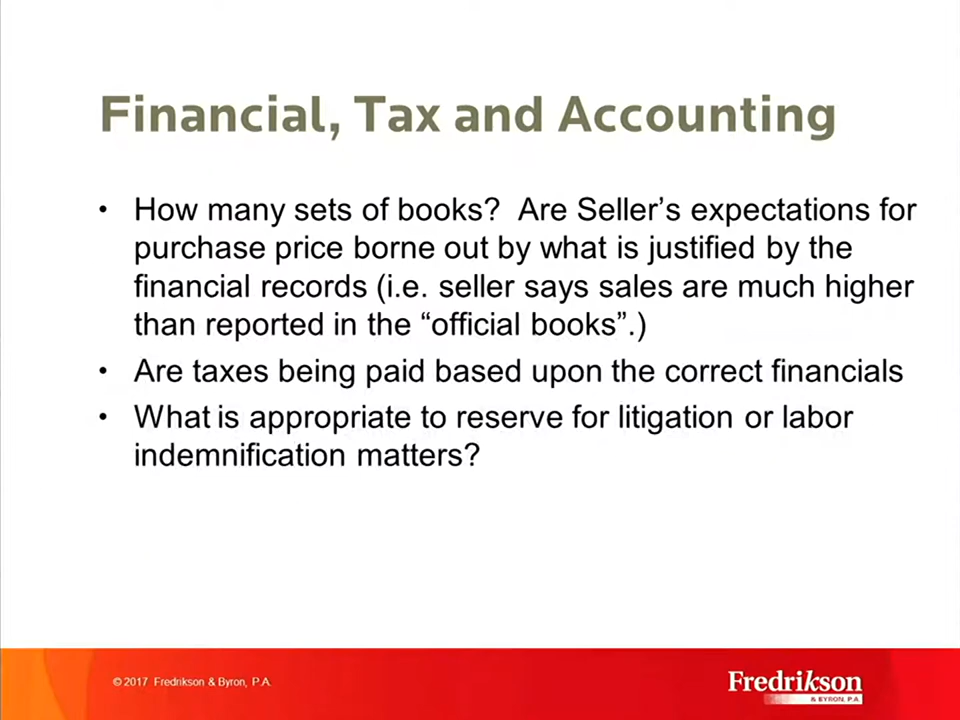 Financial, Tax and Accounting
• How many sets of books?  Are Seller’s expectations for
purchase price borne out by what is justified by the
financial records (i.e. seller says sales are much higher
than reported in the “official books”.)
• Are taxes being paid based upon the correct financials
• What is appropriate to reserve for litigation or labor
indemnification matters?
© 2017 Fredrikson & Byron, P.A.
Fredrikson
& BYRON, P.A.